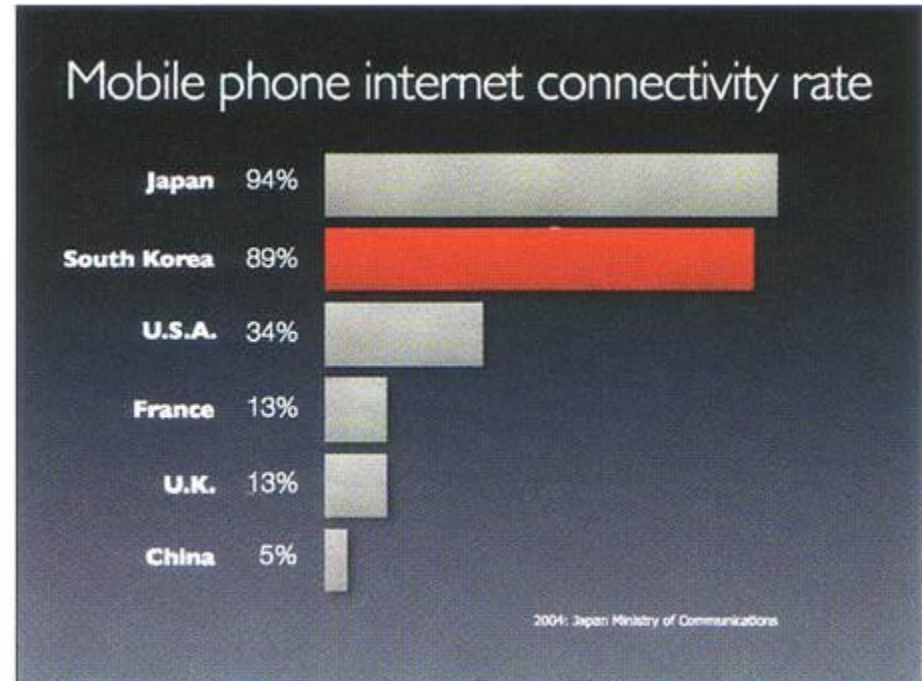 Mobile phone internet connectivity rate
Japan 94%
South Korea 89%
U.S.A. 34%
France 13%
U.K. 13%
China 5%
2004: Japan Ministry of Communications